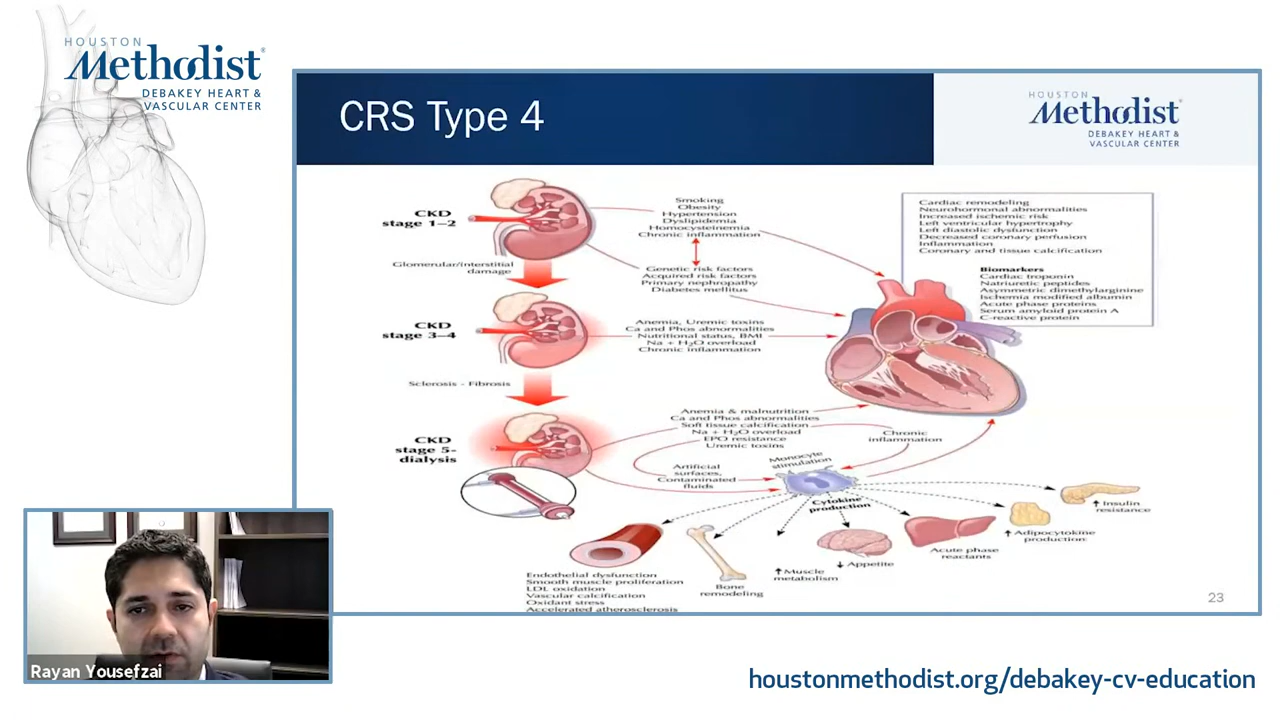 HOUSTON
Methodist
DEBAKEY HEART &
VASCULAR CENTER
CRS Type 4
HOUSTON
Methodist
DEBAKEY HEART &
VASCULAR CENTER
CKD
stage 1–2
Smoking
Obesity
Hypertension
Dyslipidemia
Homocysteinemia
Chronic inflammation
Cardiac remodeling
Neurohormonal abnormalities
Increased ischemic risk
Left ventricular hypertrophy
Left diastolic dysfunction
Decreased coronary perfusion
Inflammation
Coronary and tissue calcification
Glomerular/interstitial
damage
Genetic risk factors
Acquired risk factors
Primary nephropathy
Diabetes mellitus
Biomarkers
Cardiac troponin
Natriuretic peptides
Asymmetric dimethylarginine
Ischemia modified albumin
Acute phase proteins
Serum amyloid protein A
C-reactive protein
CKD
stage 3–4
Anemia, Uremic toxins
Ca and Phos abnormalities
Nutritional status, BMI
Na + H₂O overload
Chronic inflammation
Sclerosis - Fibrosis
CKD
stage 5-
dialysis
Anemia & malnutrition
Ca and Phos abnormalities
Soft tissue calcification
Na + H₂O overload
EPO resistance
Uremic toxins
Chronic
inflammation
Artificial
surfaces,
Contaminated
fluids
Monocyte
stimulation
Cytokine
production
Endothelial dysfunction
Smooth muscle proliferation
LDL oxidation
Vascular calcification
Oxidant stress
Accelerated atherosclerosis
Bone
remodeling
↑ Muscle
metabolism
↓ Appetite
Acute phase
reactants
↑ Adipocytokine
production
↑ Insulin
resistance
23
Rayan Yousefzai
houstonmethodist.org/debakey-cv-education